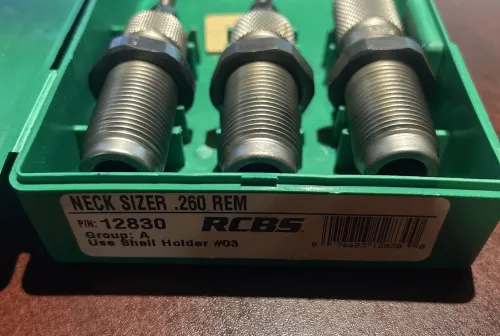 NECK SIZER .260 REM
P/N: 12830 RCBS
Group: A
Use Shell Holder #03